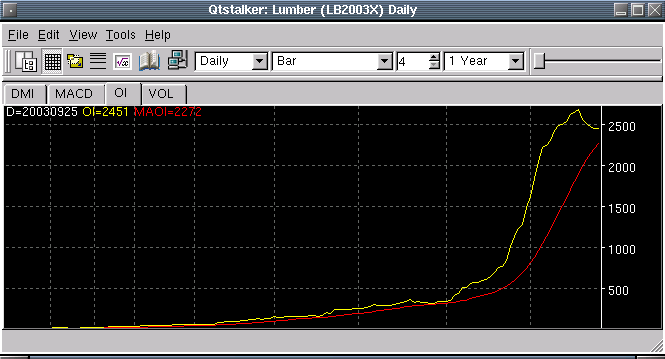 Qtstalker: Lumber (LB2003X) Daily
File Edit View Tools Help
Daily Bar 4 1 Year
DMI MACD OI VOL
D=20030925 OI=2451 MAOI=2272
2500
2000
1500
1000
500